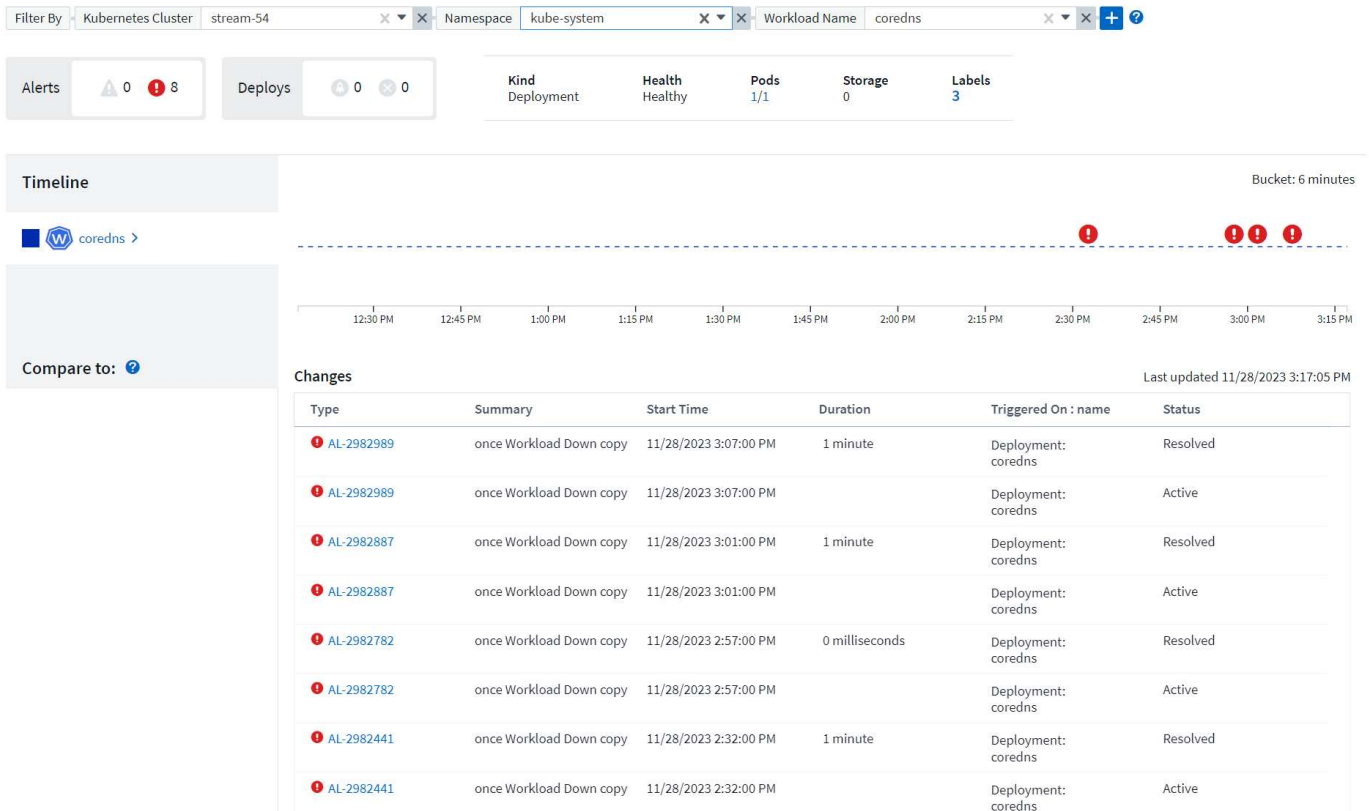 Filter By Kubernetes Cluster stream-54 Namespace kube-system Workload Name coredns
Alerts 0 8 Deploys 0 0
Kind Health Pods Storage Labels
Deployment Healthy 1/1 0 3
Timeline Bucket: 6 minutes
W coredns
12:30 PM 12:45 PM 1:00 PM 1:15 PM 1:30 PM 1:45 PM 2:00 PM 2:15 PM 2:30 PM 2:45 PM 3:00 PM 3:15 PM
Compare to: ?
Changes Last updated 11/28/2023 3:17:05 PM
Type Summary Start Time Duration Triggered On : name Status
AL-2982989 once Workload Down copy 11/28/2023 3:07:00 PM 1 minute Deployment: Resolved
coredns
AL-2982989 once Workload Down copy 11/28/2023 3:07:00 PM Deployment: Active
coredns
AL-2982887 once Workload Down copy 11/28/2023 3:01:00 PM 1 minute Deployment: Resolved
coredns
AL-2982887 once Workload Down copy 11/28/2023 3:01:00 PM Deployment: Active
coredns
AL-2982782 once Workload Down copy 11/28/2023 2:57:00 PM 0 milliseconds Deployment: Resolved
coredns
AL-2982782 once Workload Down copy 11/28/2023 2:57:00 PM Deployment: Active
coredns
AL-2982441 once Workload Down copy 11/28/2023 2:32:00 PM 1 minute Deployment: Resolved
coredns
AL-2982441 once Workload Down copy 11/28/2023 2:32:00 PM Deployment: Active
coredns